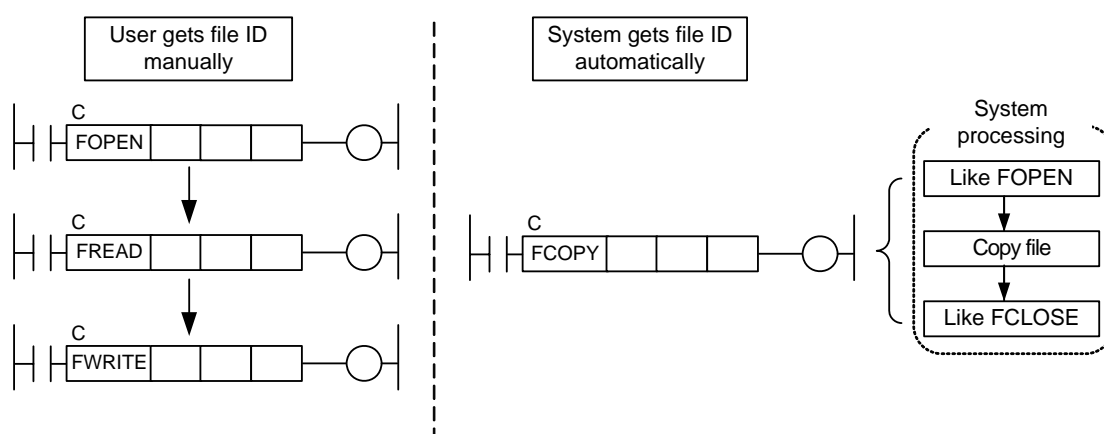 User gets file ID
manually
C
FOPEN
C
FREAD
C
FWRITE
System gets file ID
automatically
C
FCOPY
System
processing
Like FOPEN
Copy file
Like FCLOSE